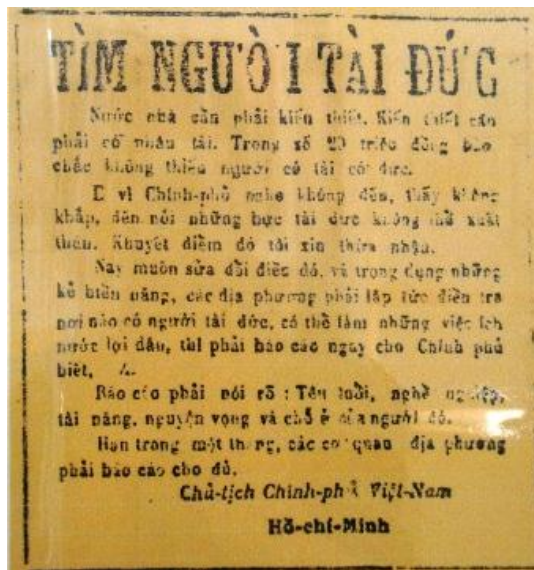 TÌM NGƯỜI TÀI ĐỨC
Nước nhà cần phải kiến thiết. Kiến thiết cần
phải có nhân tài. Trong số 20 triệu đồng bào
chắc không thiếu người có tài có đức.
E vì Chính-phủ nghe không đến, thấy không
khắp, đến nỗi những bực tài đức không thể xuất
thân. Khuyết điểm đó tôi xin thừa nhận.
Nay muốn sửa đổi điều đó, và trọng dụng những
kẻ hiền năng, các địa phương phải lập tức điều tra
nơi nào có người tài đức, có thể làm những việc ích
nước lợi dân, thì phải báo cáo ngay cho Chính phủ
biết,
Báo cáo phải nói rõ : Tên tuổi, nghề nghiệp,
tài năng, nguyện vọng và chỗ ở của người đó.
Hạn trong một tháng, các cơ quan địa phương
phải báo cáo cho đủ.
Chủ-tịch Chính-phủ Việt-Nam
Hồ-chí-Minh